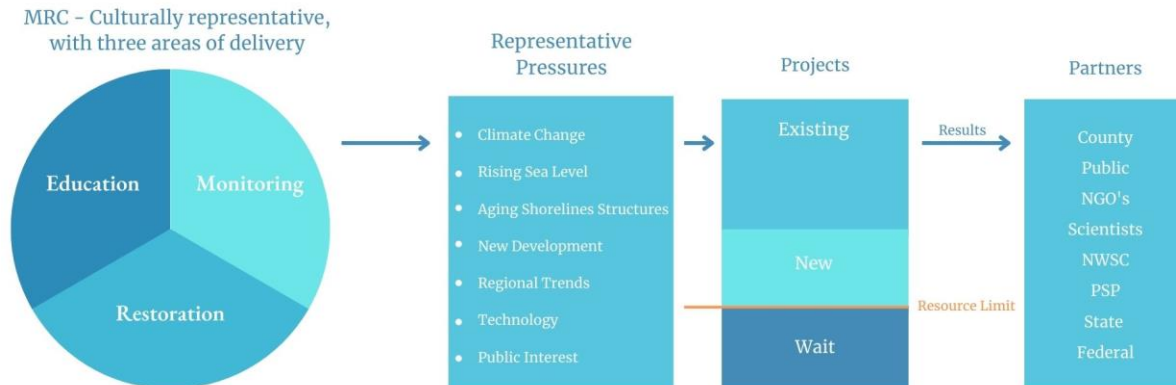 MRC - Culturally representative,
with three areas of delivery
Education
Monitoring
Restoration
Representative
Pressures
Climate Change
Rising Sea Level
Aging Shorelines Structures
New Development
Regional Trends
Technology
Public Interest
Projects
Existing
New
Wait
Results
Resource Limit
Partners
County
Public
NGO's
Scientists
NWSC
PSP
State
Federal